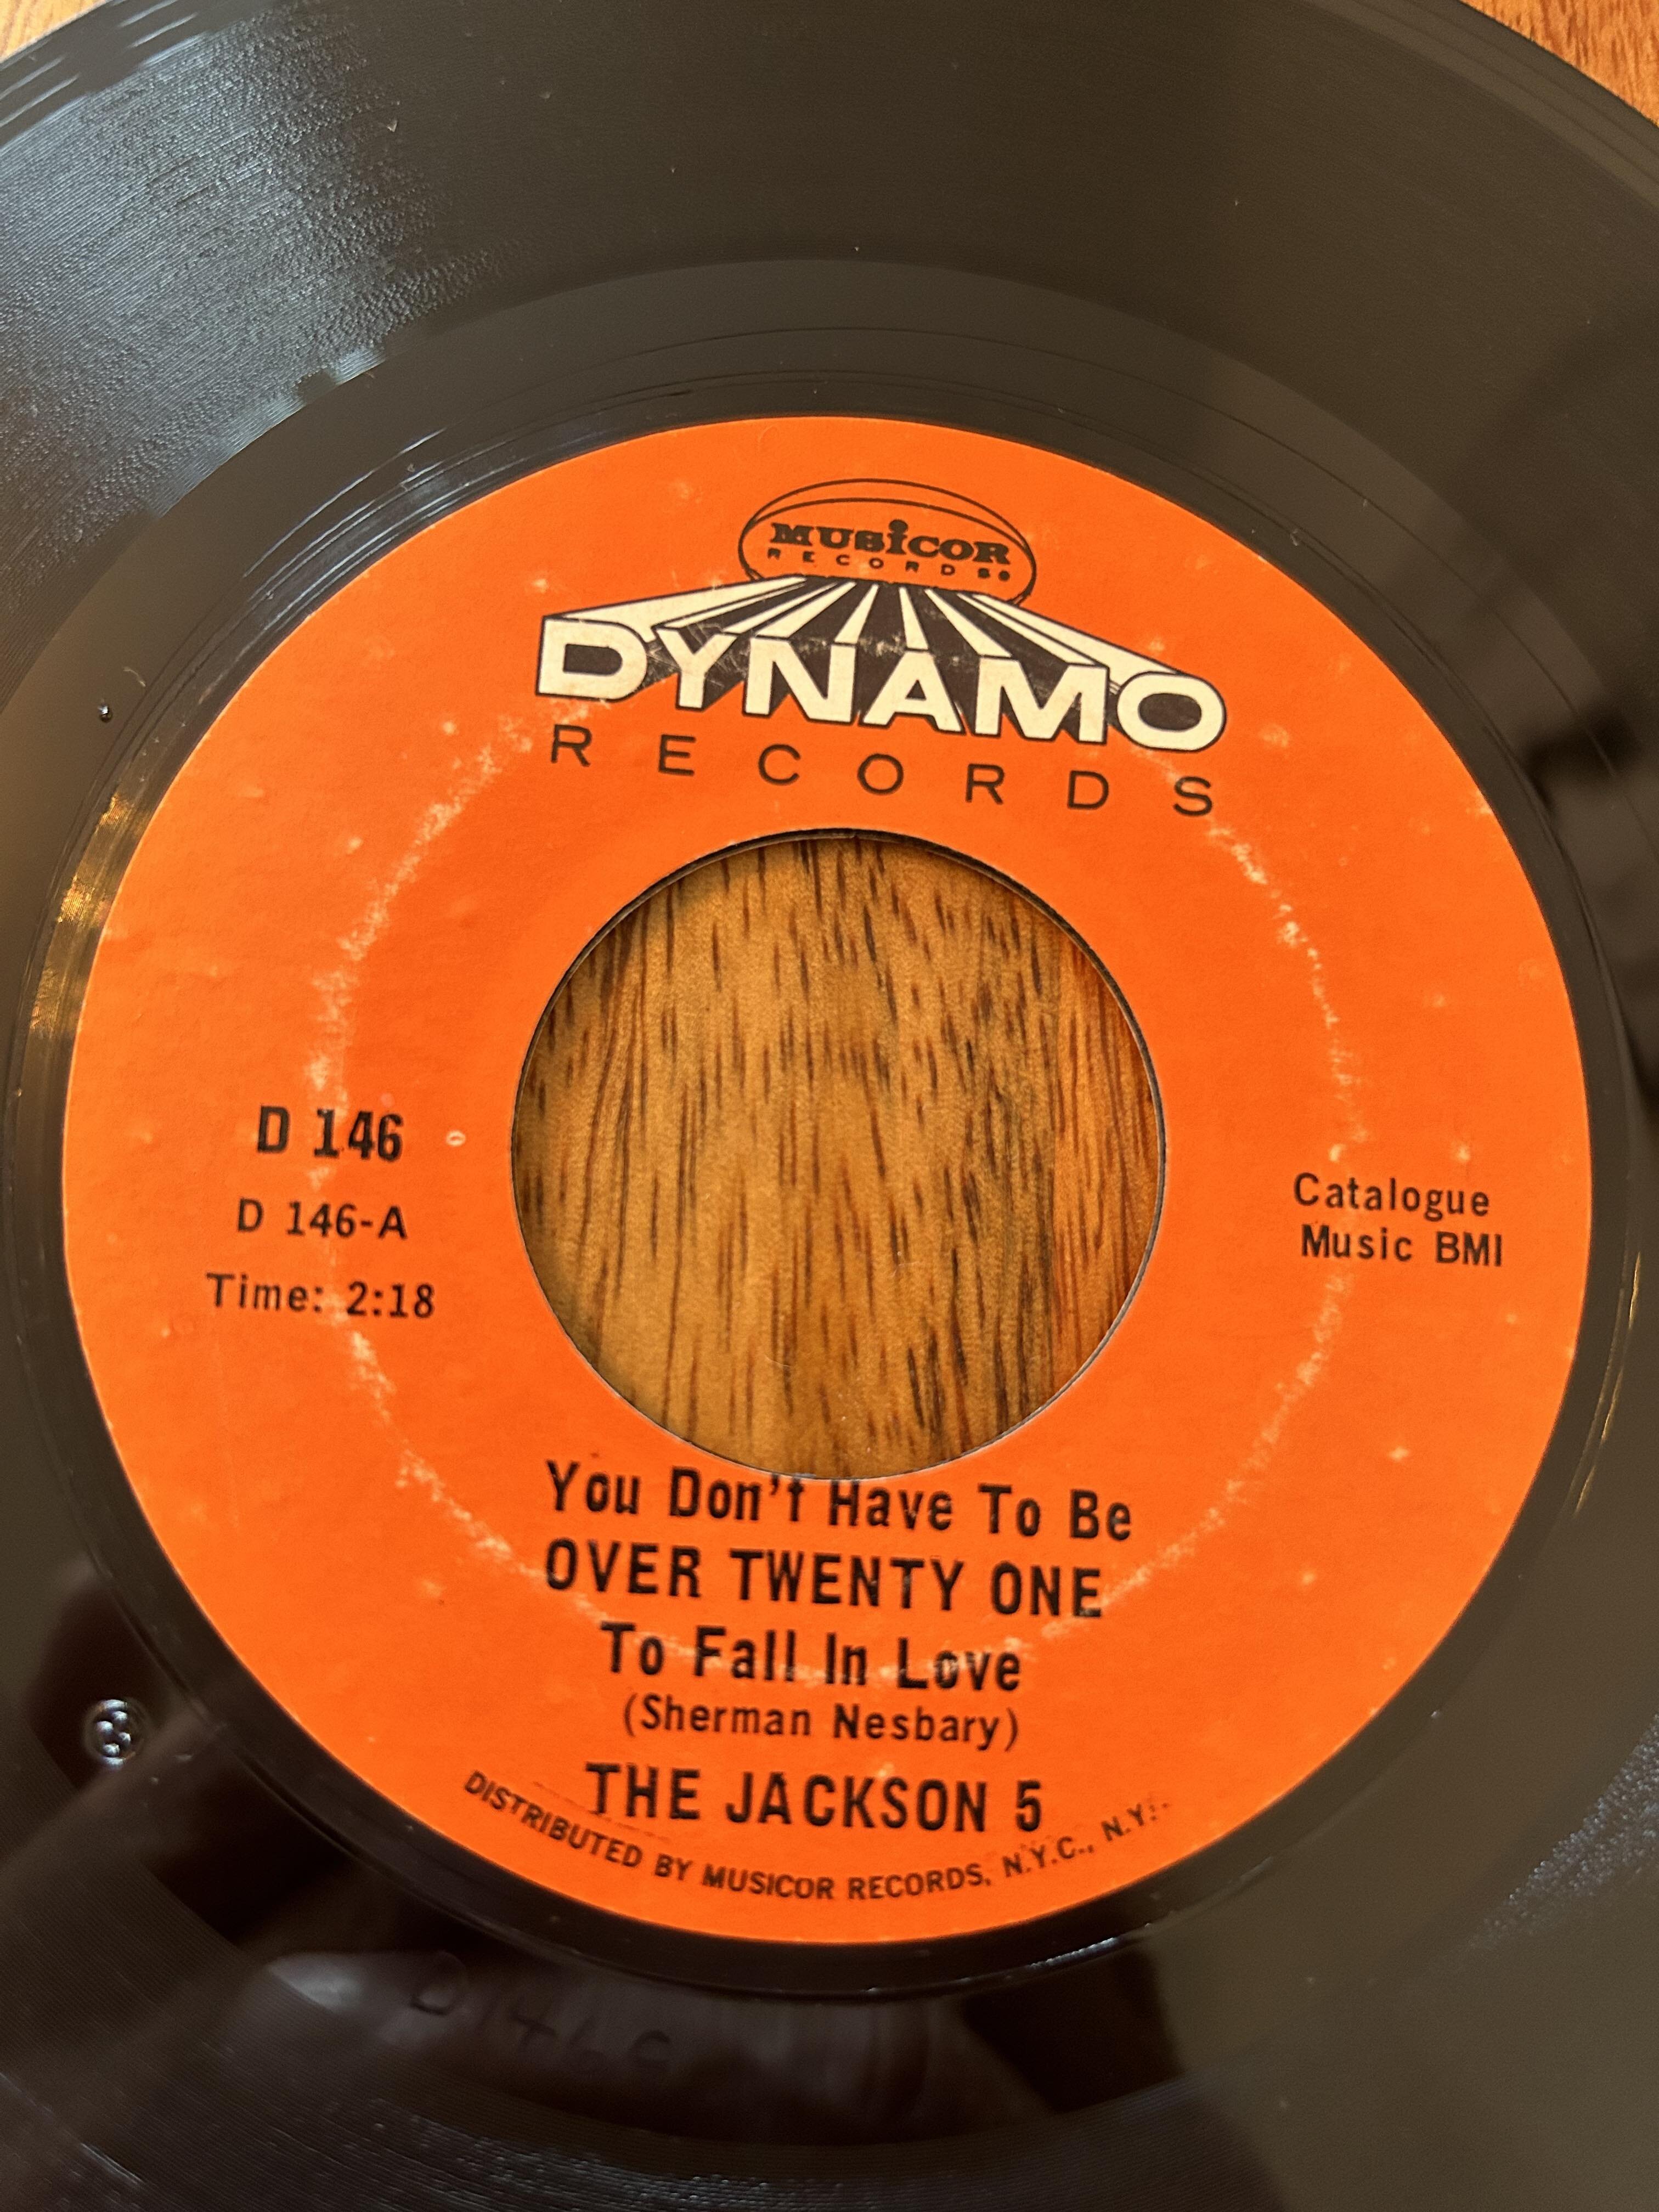 MUSICOR
RECORDS®
DYNAMO
RECORDS
D 146
D 146-A
Time: 2:18
Catalogue
Music BMI
You Don't Have To Be
OVER TWENTY ONE
To Fall In Love
(Sherman Nesbary)
THE JACKSON 5
DISTRIBUTED BY MUSICOR RECORDS, N.Y.C., N.Y.